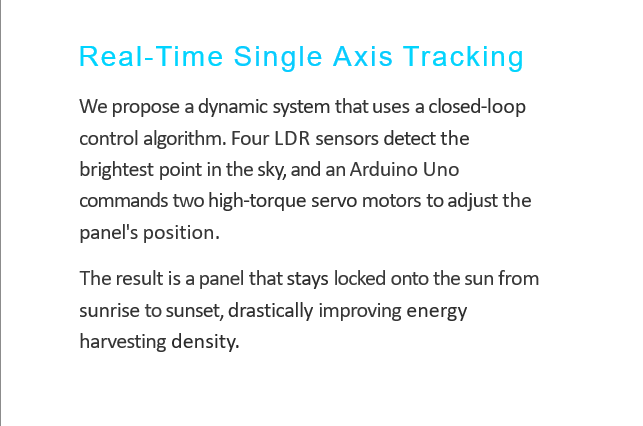 Real-Time Single Axis Tracking
We propose a dynamic system that uses a closed-loop
control algorithm. Four LDR sensors detect the
brightest point in the sky, and an Arduino Uno
commands two high-torque servo motors to adjust the
panel's position.
The result is a panel that stays locked onto the sun from
sunrise to sunset, drastically improving energy
harvesting density.